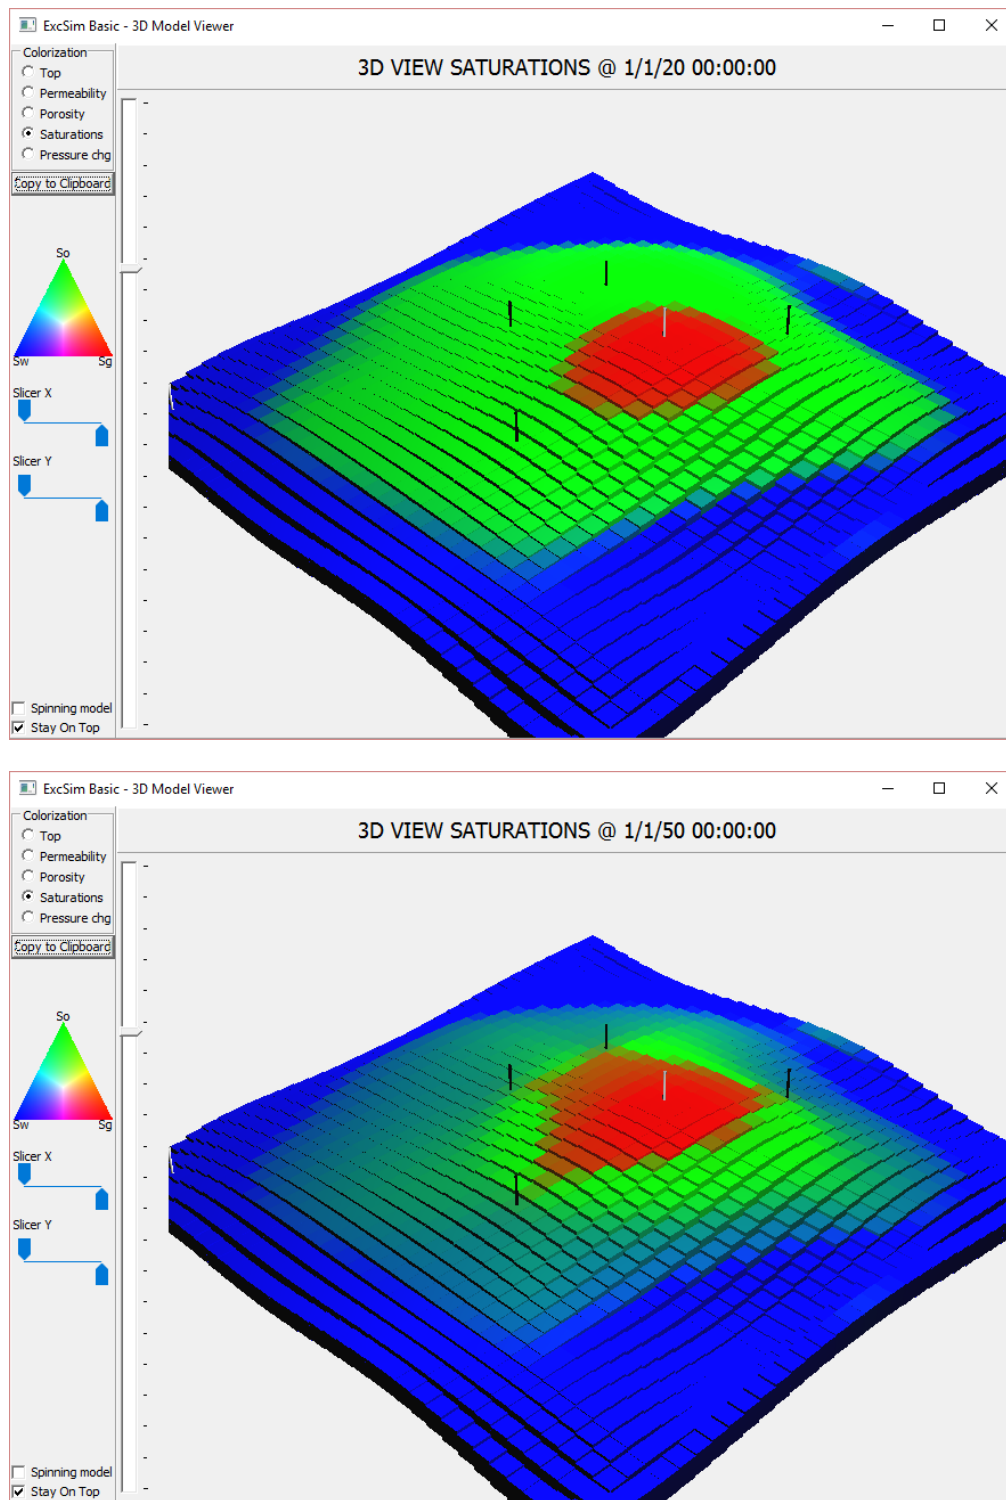 ExcSim Basic - 3D Model Viewer
Colorization
Top
Permeability
Porosity
Saturations
Pressure chg
Copy to Clipboard
3D VIEW SATURATIONS @ 1/1/20 00:00:00
So
Sw Sg
Slicer X
Slicer Y
Spinning model
Stay On Top
ExcSim Basic - 3D Model Viewer
Colorization
Top
Permeability
Porosity
Saturations
Pressure chg
Copy to Clipboard
3D VIEW SATURATIONS @ 1/1/50 00:00:00
So
Sw Sg
Slicer X
Slicer Y
Spinning model
Stay On Top